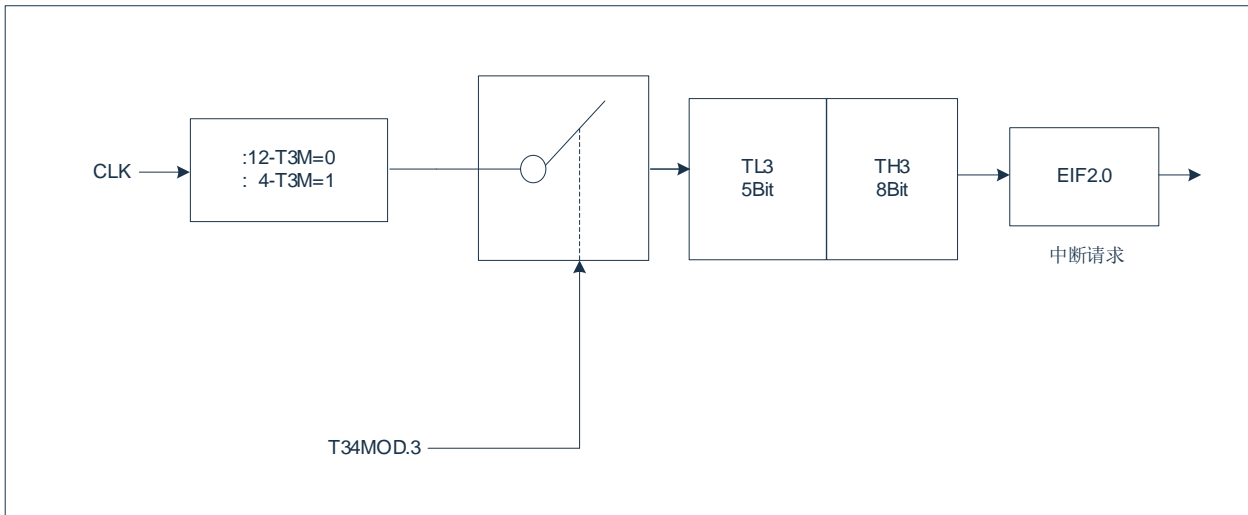 :12-T3M=0
: 4-T3M=1
CLK
TL3
5Bit
TH3
8Bit
EIF2.0
中断请求
T34MOD.3